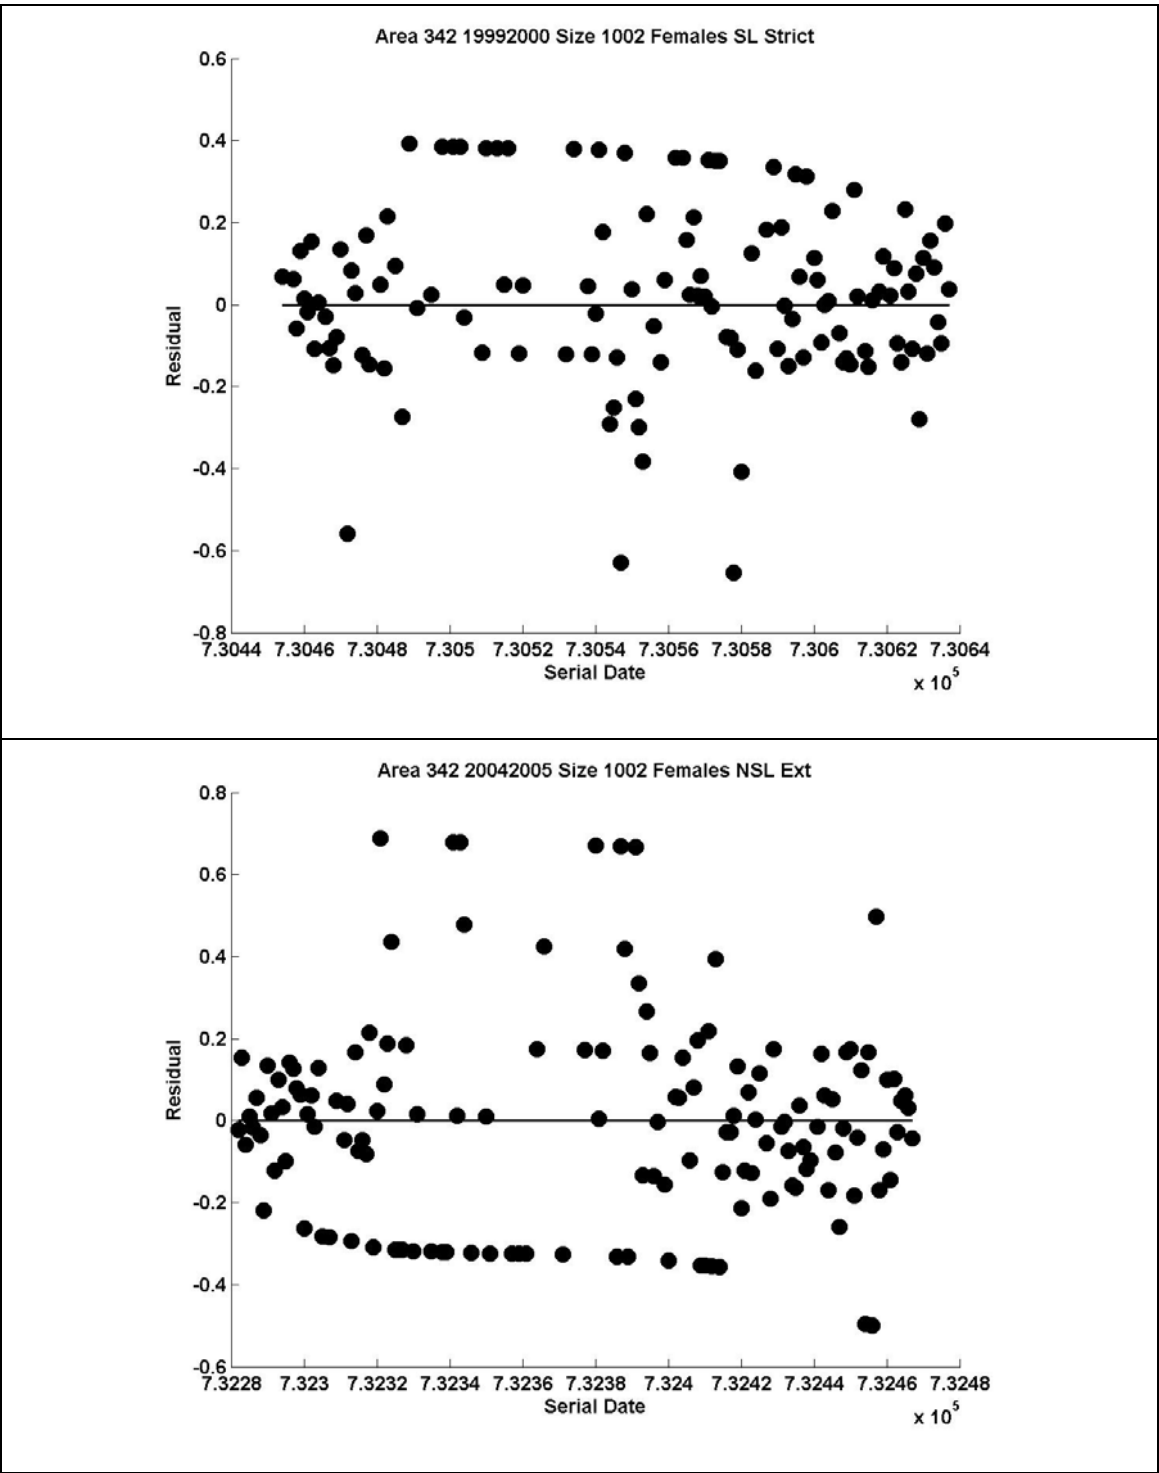 Area 342 19992000 Size 1002 Females SL Strict
0.6
0.4
0.2
0
-0.2
-0.4
-0.6
-0.8
Residual
7.3044 7.3046 7.3048 7.305 7.3052 7.3054 7.3056 7.3058 7.306 7.3062 7.3064
Serial Date
x 10^5
Area 342 20042005 Size 1002 Females NSL Ext
0.8
0.6
0.4
0.2
0
-0.2
-0.4
-0.6
Residual
7.3228 7.323 7.3232 7.3234 7.3236 7.3238 7.324 7.3242 7.3244 7.3246 7.3248
Serial Date
x 10^5